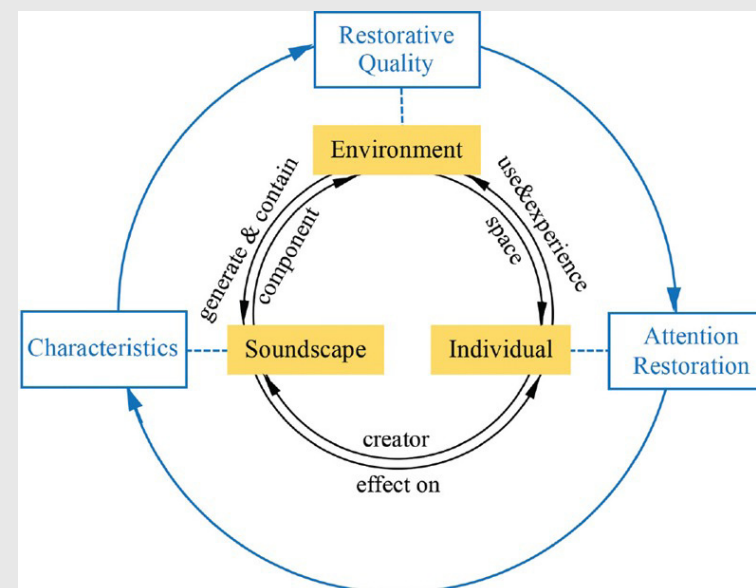 Restorative
Quality
Environment
generate & contain
component
use&experience
space
Characteristics
Soundscape
Individual
Attention
Restoration
creator
effect on